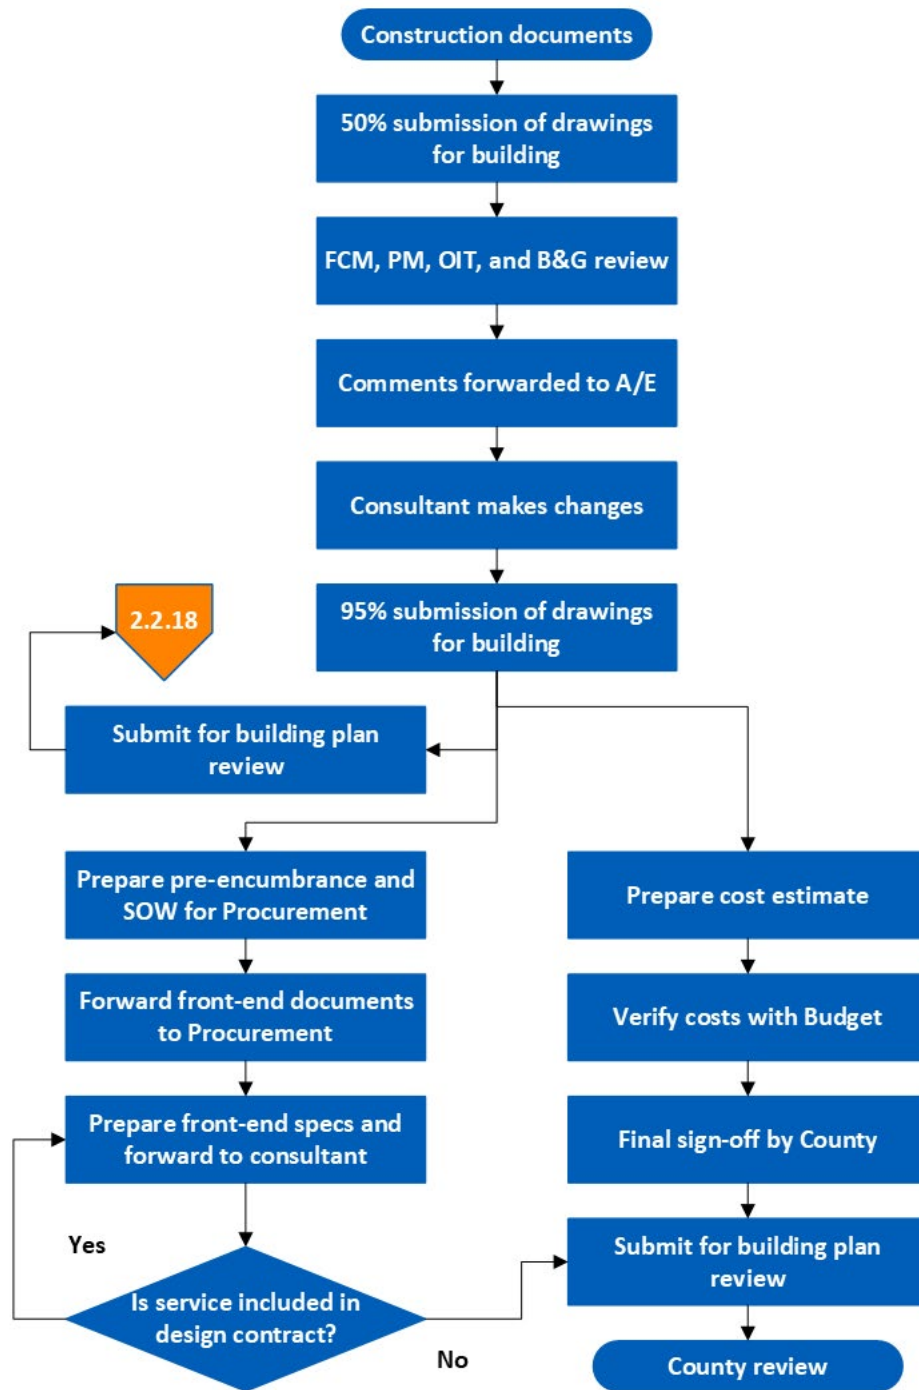 Construction documents
50% submission of drawings
for building
FCM, PM, OIT, and B&G review
Comments forwarded to A/E
Consultant makes changes
95% submission of drawings
for building
2.2.18
Submit for building plan
review
Prepare pre-encumbrance and
SOW for Procurement
Forward front-end documents
to Procurement
Prepare front-end specs and
forward to consultant
Yes
Is service included in
design contract?
No
Prepare cost estimate
Verify costs with Budget
Final sign-off by County
Submit for building plan
review
County review